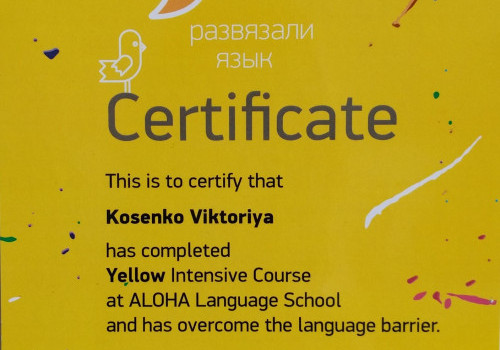 развязали
язык
Certificate
This is to certify that
Kosenko Viktoriya
has completed
Yellow Intensive Course
at ALOHA Language School
and has overcome the language barrier.